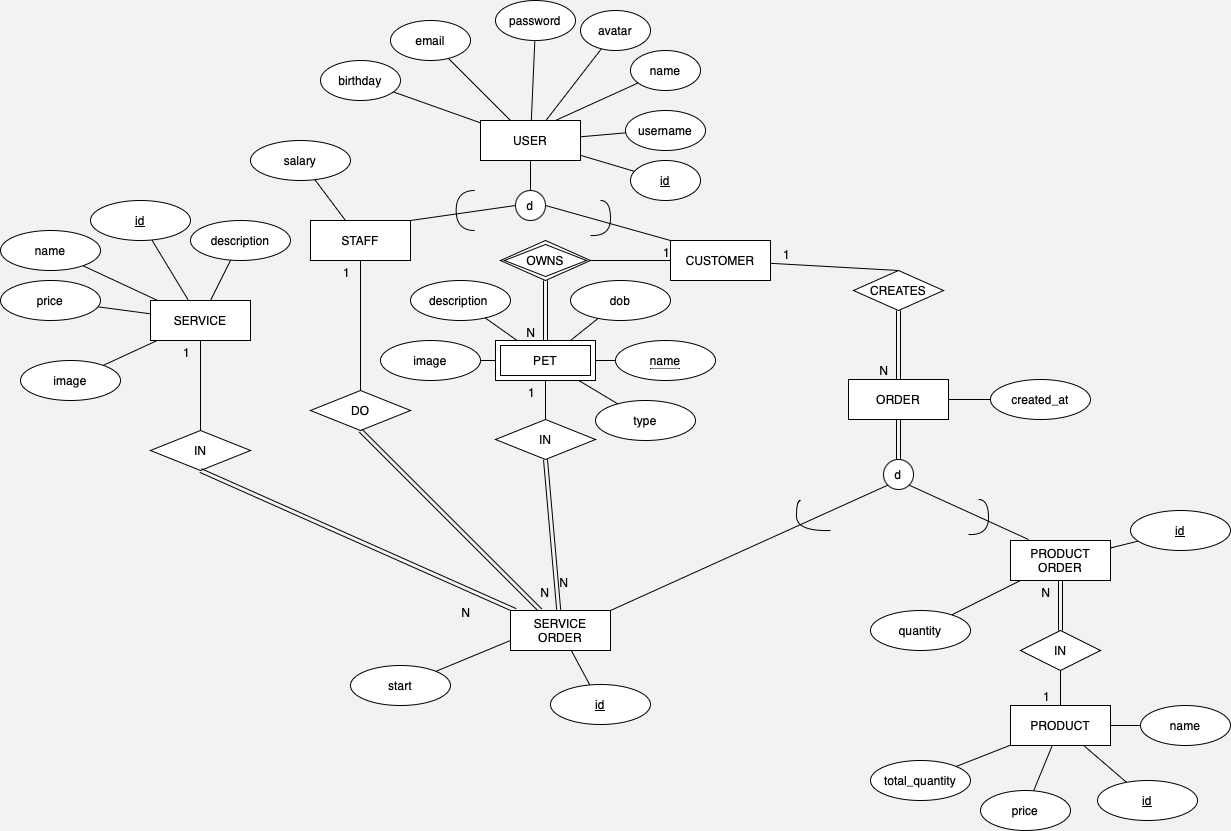 password
avatar
email
name
birthday
username
USER
id
salary
d
id
name
description
STAFF
1
CUSTOMER
1
OWNS
1
CREATES
price
SERVICE
description
dob
N
1
image
image
PET
name
N
1
type
ORDER
created_at
DO
IN
IN
d
id
PRODUCT
ORDER
N
N
N
N
SERVICE
ORDER
quantity
IN
start
id
1
PRODUCT
name
total_quantity
price
id